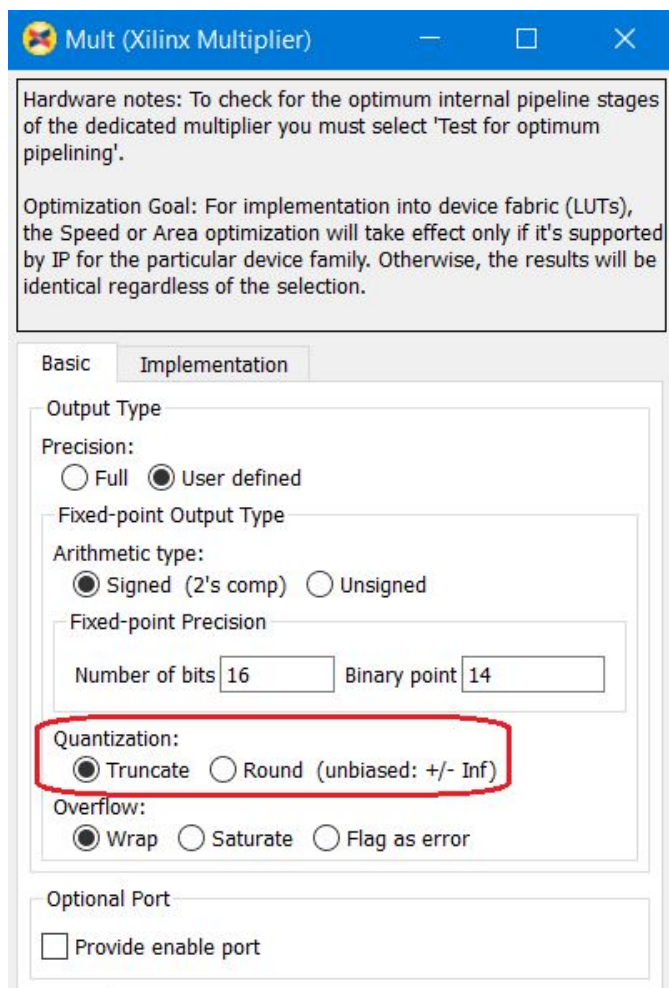 Mult (Xilinx Multiplier)
Hardware notes: To check for the optimum internal pipeline stages
of the dedicated multiplier you must select 'Test for optimum
pipelining'.
Optimization Goal: For implementation into device fabric (LUTs),
the Speed or Area optimization will take effect only if it's supported
by IP for the particular device family. Otherwise, the results will be
identical regardless of the selection.
Basic Implementation
Output Type
Precision:
Full User defined
Fixed-point Output Type
Arithmetic type:
Signed (2's comp) Unsigned
Fixed-point Precision
Number of bits 16 Binary point 14
Quantization:
Truncate Round (unbiased: +/- Inf)
Overflow:
Wrap Saturate Flag as error
Optional Port
Provide enable port